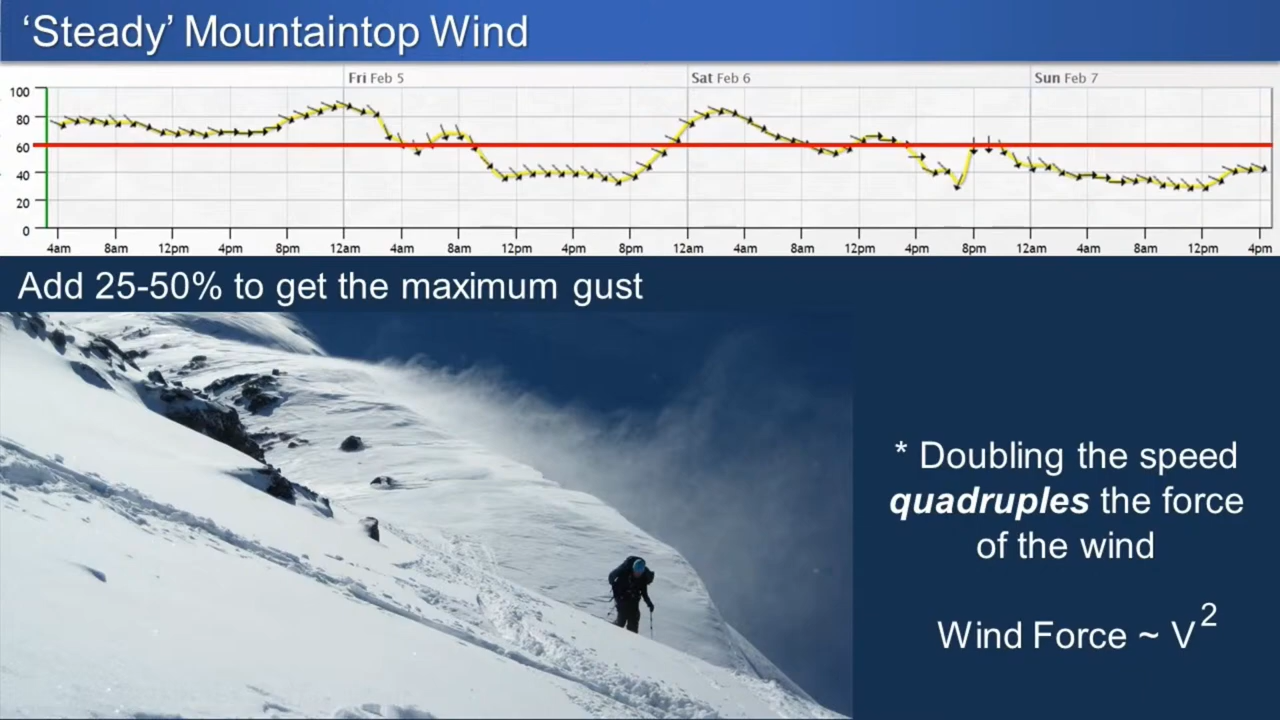 ‘Steady’ Mountaintop Wind
Fri Feb 5
Sat Feb 6
Sun Feb 7
100
80
60
40
20
0
4am 8am 12pm 4pm 8pm 12am 4am 8am 12pm 4pm 8pm 12am 4am 8am 12pm 4pm 8pm 12am 4am 8am 12pm 4pm
Add 25-50% to get the maximum gust
* Doubling the speed
quadruples the force
of the wind
Wind Force ~ V²